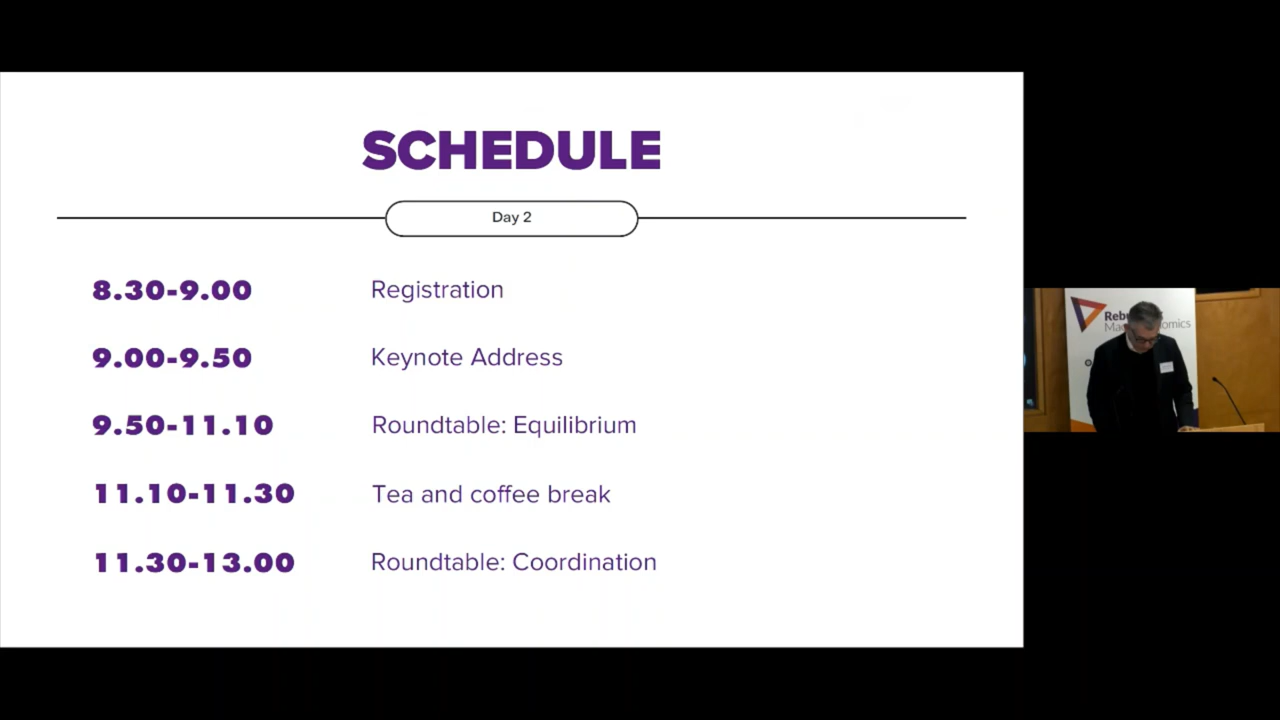 SCHEDULE
Day 2
8.30-9.00 Registration
9.00-9.50 Keynote Address
9.50-11.10 Roundtable: Equilibrium
11.10-11.30 Tea and coffee break
11.30-13.00 Roundtable: Coordination